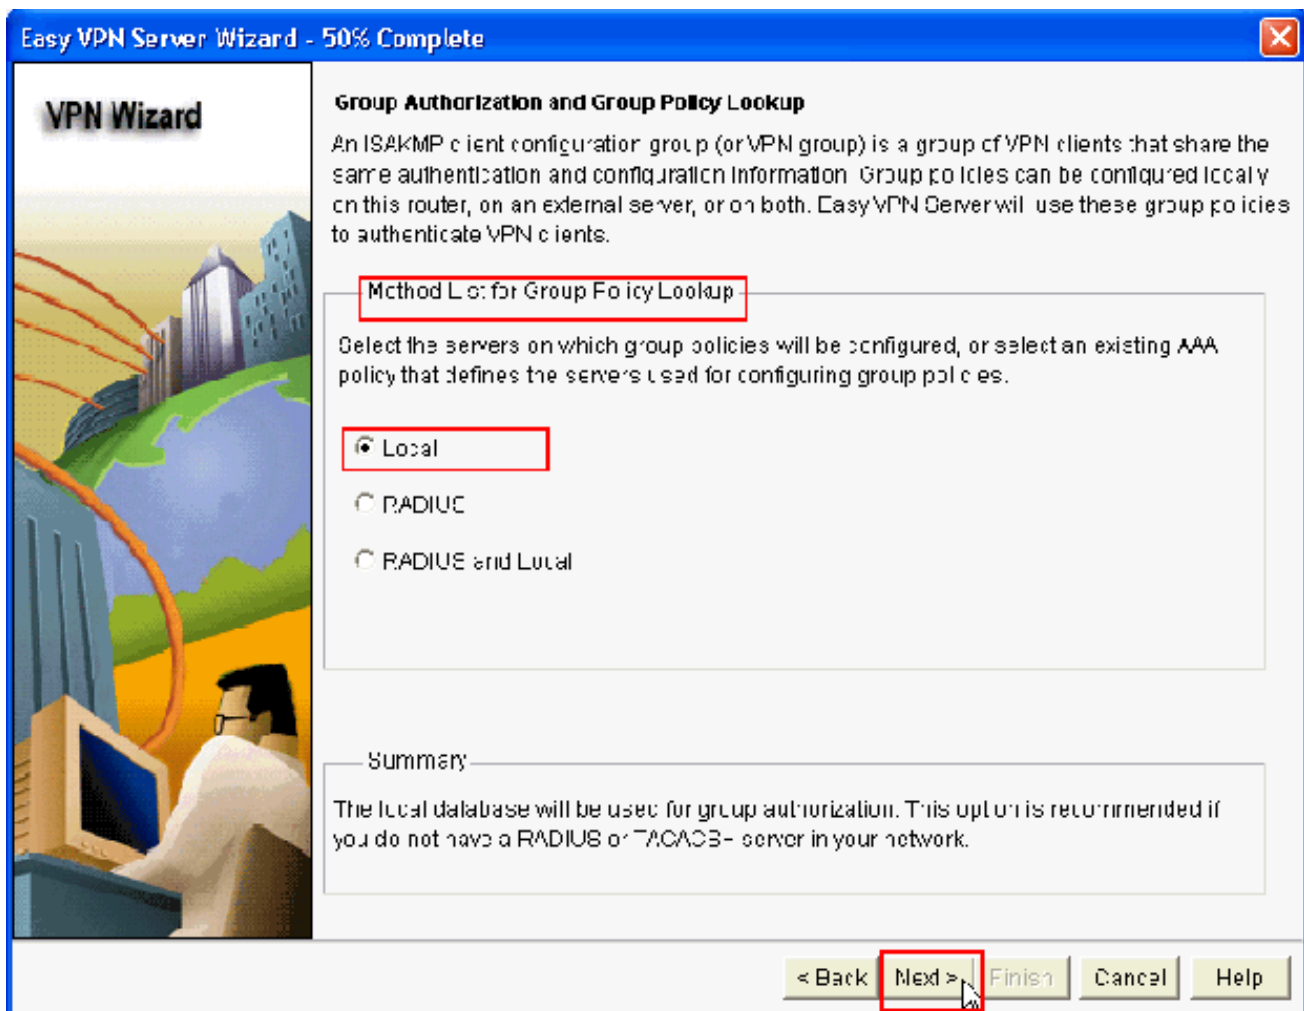 Easy VPN Server Wizard - 50% Complete
VPN Wizard
Group Authorization and Group Policy Lookup
An ISAKMP client configuration group (or VPN group) is a group of VPN clients that share the
same authentication and configuration information. Group policies can be configured locally
on this router, on an external server, or on both. Easy VPN Server will use these group policies
to authenticate VPN clients.
Method List for Group Policy Lookup
Select the servers on which group policies will be configured, or select an existing AAA
policy that defines the servers used for configuring group policies.
Local
RADIUS
RADIUS and Local
Summary
The local database will be used for group authorization. This option is recommended if
you do not have a RADIUS or TACACS+ server in your network.
< Back
Next >
Finish
Cancel
Help